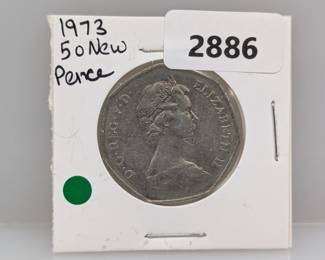 1973
50 New
Pence
2886
D·G·REG·F·D· ELIZABETH II